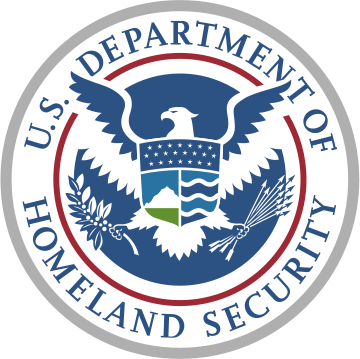 U.S. DEPARTMENT OF
HOMELAND SECURITY